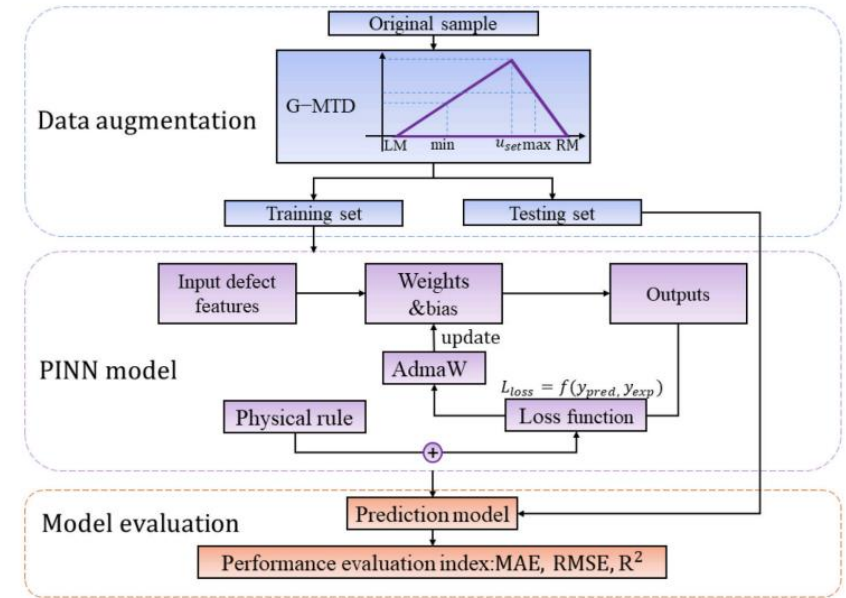 Original sample
Data augmentation
G−MTD
LM min u_set max RM
Training set
Testing set
PINN model
Input defect
features
Weights
&bias
Outputs
update
AdmaW
L_loss = f(y_pred, y_exp)
Physical rule
Loss function
+
Model evaluation
Prediction model
Performance evaluation index:MAE, RMSE, R²